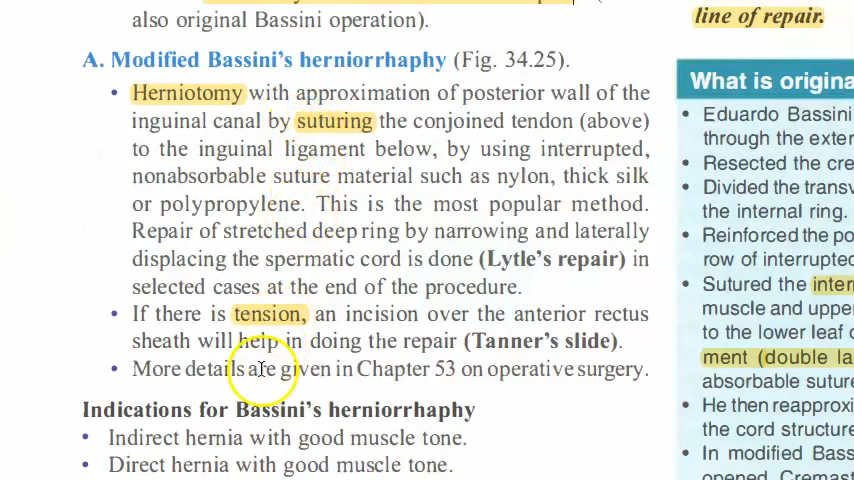 also original Bassini operation).
A. Modified Bassini's herniorrhaphy (Fig. 34.25).
• Herniotomy with approximation of posterior wall of the
inguinal canal by suturing the conjoined tendon (above)
to the inguinal ligament below, by using interrupted,
nonabsorbable suture material such as nylon, thick silk
or polypropylene. This is the most popular method.
Repair of stretched deep ring by narrowing and laterally
displacing the spermatic cord is done (Lytle's repair) in
selected cases at the end of the procedure.
• If there is tension, an incision over the anterior rectus
sheath will help in doing the repair (Tanner's slide).
• More details are given in Chapter 53 on operative surgery.
Indications for Bassini's herniorrhaphy
• Indirect hernia with good muscle tone.
• Direct hernia with good muscle tone.
line of repair.
What is origina
• Eduardo Bassini
through the exter
• Resected the cre
• Divided the transv
the internal ring.
• Reinforced the po
row of interrupted
• Sutured the inter
muscle and uppe
to the lower leaf o
ment (double la
absorbable suture
• He then reapproxi
the cord structure
• In modified Bass
opened. Cremast